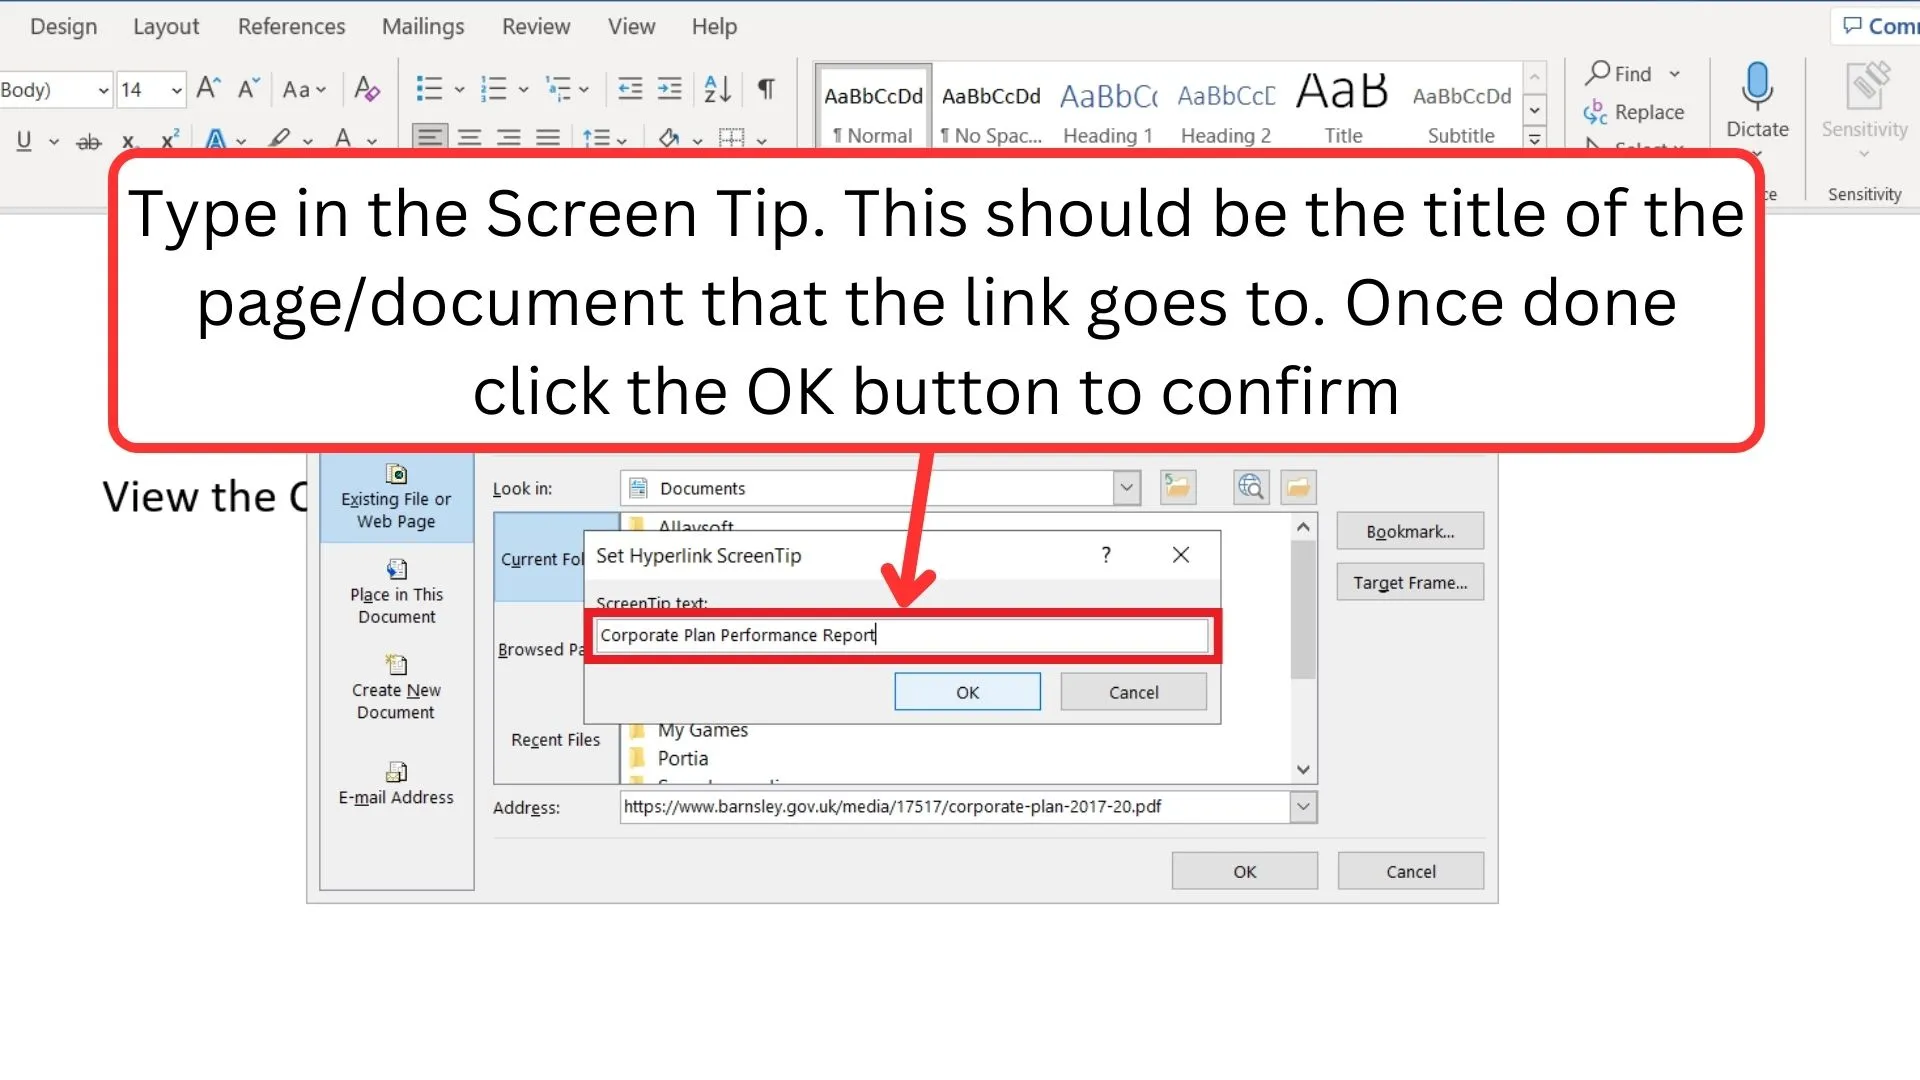 Design Layout References Mailings Review View Help
Body) 14 Aa AaBbCcDd AaBbCcDd AaBbC AaBbCcD AaB AaBbCcDd Find
Replace
¶ Normal ¶ No Spac... Heading 1 Heading 2 Title Subtitle
Dictate Sensitivity
Select
Sensitivity
Type in the Screen Tip. This should be the title of the
page/document that the link goes to. Once done
click the OK button to confirm
View the
Existing File or
Web Page
Place in This
Document
Create New
Document
E-mail Address
Look in: Documents
Current Fol
Browsed Pa
Recent Files
Allavsoft
Set Hyperlink ScreenTip ?
ScreenTip text:
Corporate Plan Performance Report
OK Cancel
My Games
Portia
Bookmark...
Target Frame...
Address: https://www.barnsley.gov.uk/media/17517/corporate-plan-2017-20.pdf
OK Cancel